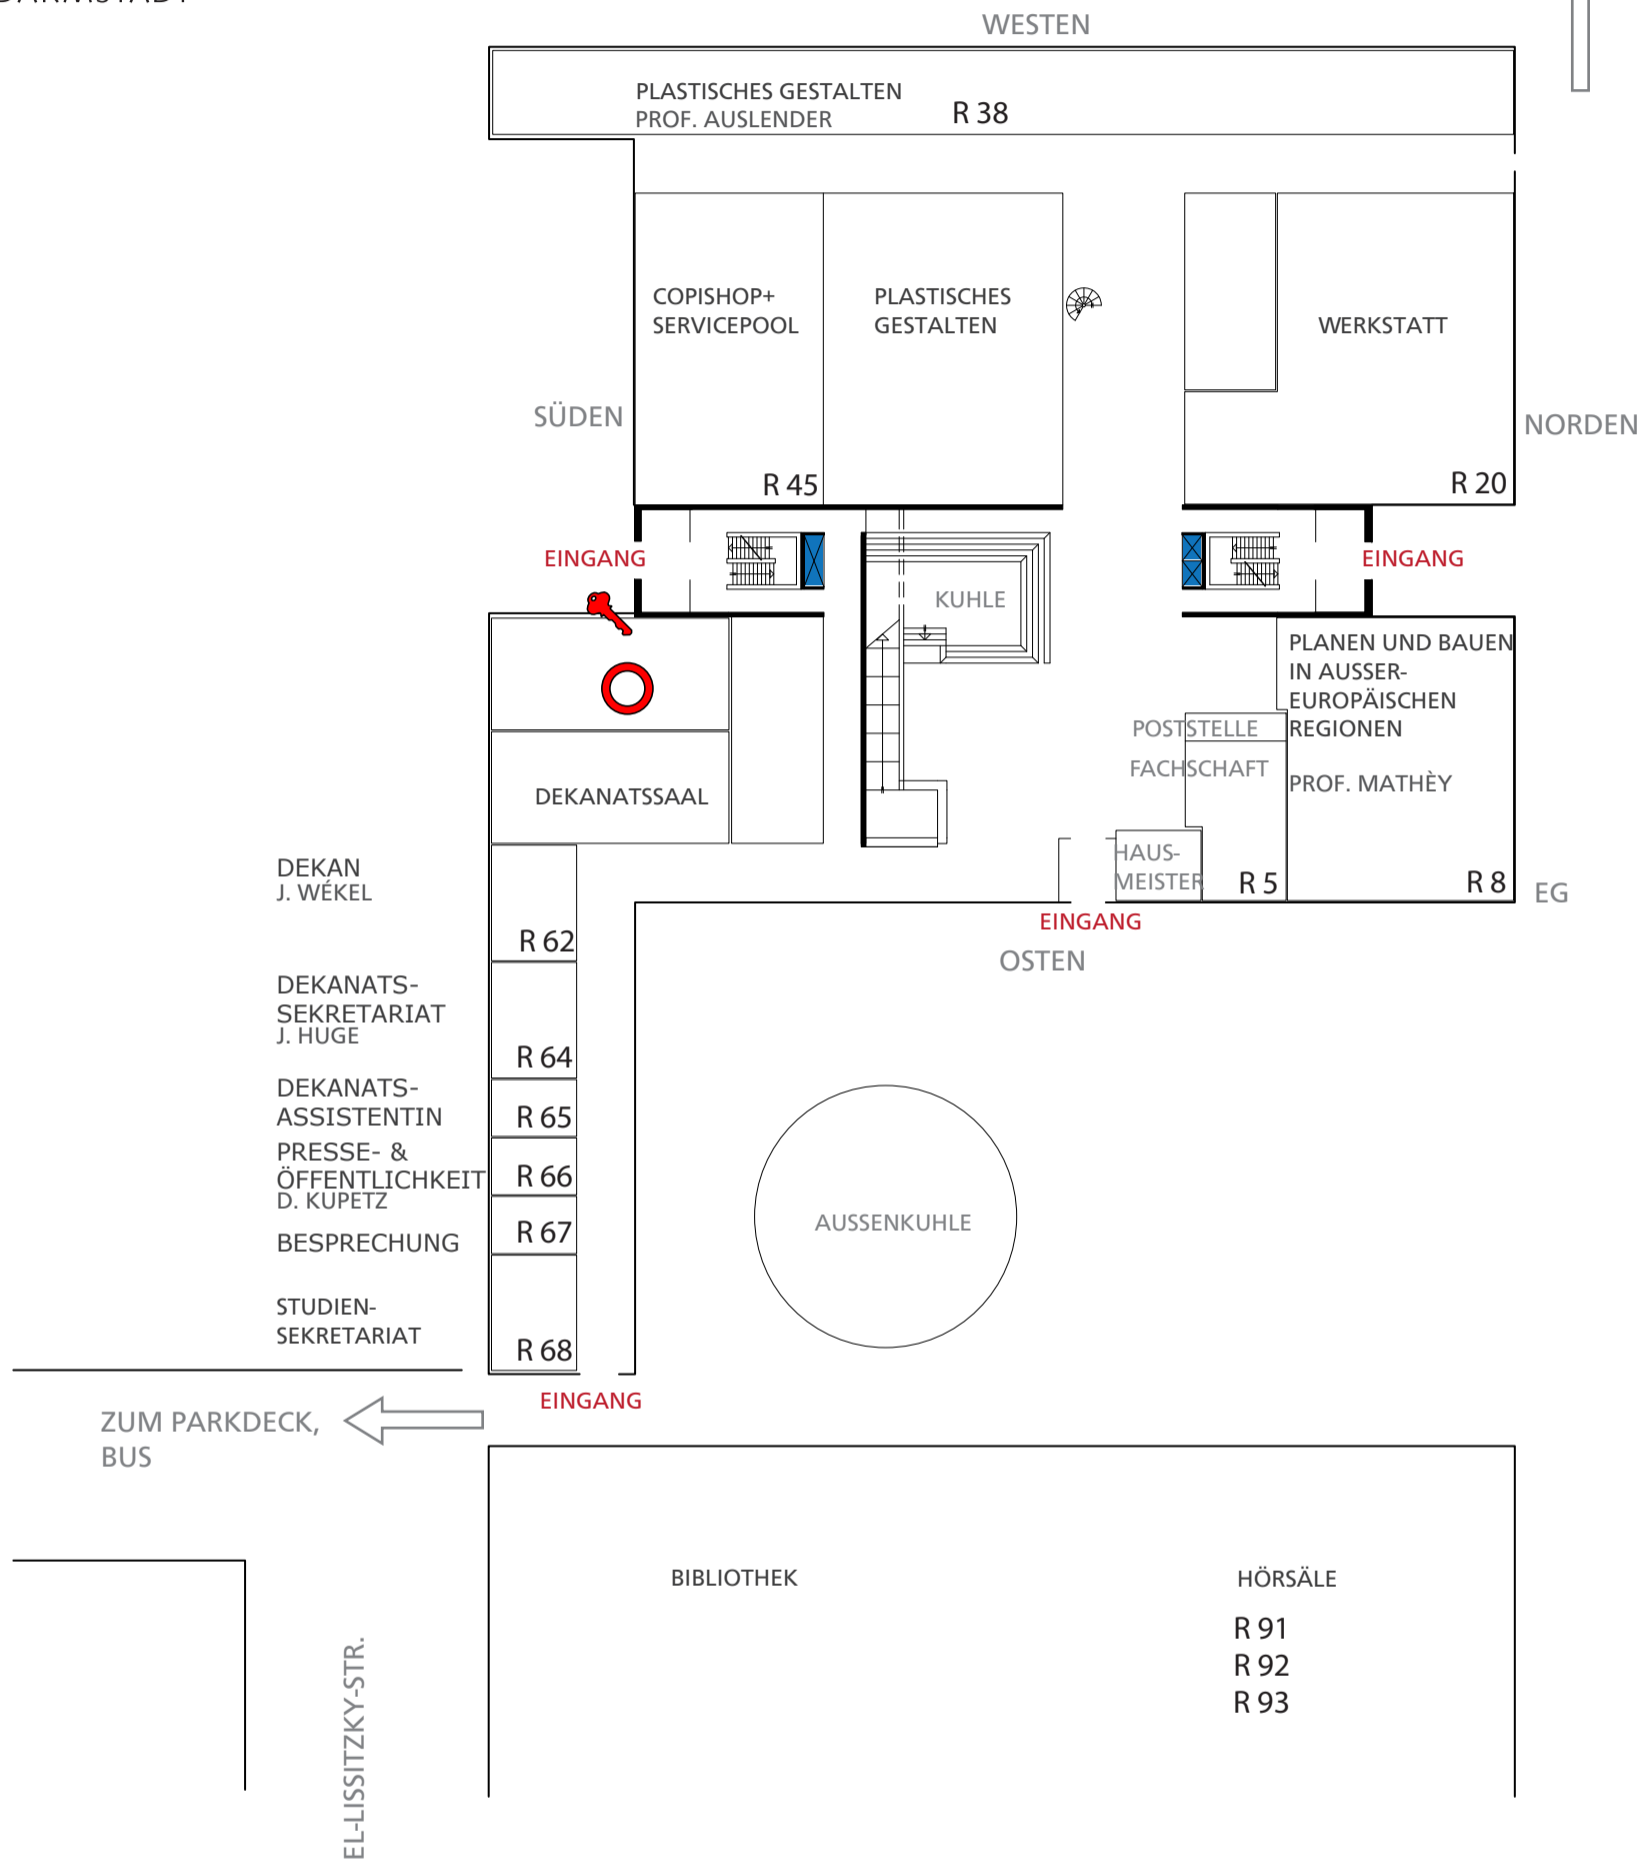 WESTEN
PLASTISCHES GESTALTEN
PROF. AUSLENDER
R 38
COPISHOP+
SERVICEPOOL
PLASTISCHES
GESTALTEN
WERKSTATT
SÜDEN
NORDEN
R 45
R 20
EINGANG
EINGANG
KUHLE
PLANEN UND BAUEN
IN AUSSER-
EUROPÄISCHEN
REGIONEN
PROF. MATHÈY
POSTSTELLE
FACHSCHAFT
DEKANATSSAAL
HAUS-
MEISTER
R 5
R 8
EG
EINGANG
OSTEN
DEKAN
J. WÉKEL
R 62
DEKANATS-
SEKRETARIAT
J. HUGE
R 64
DEKANATS-
ASSISTENTIN
R 65
PRESSE- &
ÖFFENTLICHKEIT
D. KUPETZ
R 66
BESPRECHUNG
R 67
STUDIEN-
SEKRETARIAT
R 68
AUSSENKUHLE
EINGANG
ZUM PARKDECK,
BUS
BIBLIOTHEK
HÖRSÄLE
R 91
R 92
R 93
EL-LISSITZKY-STR.